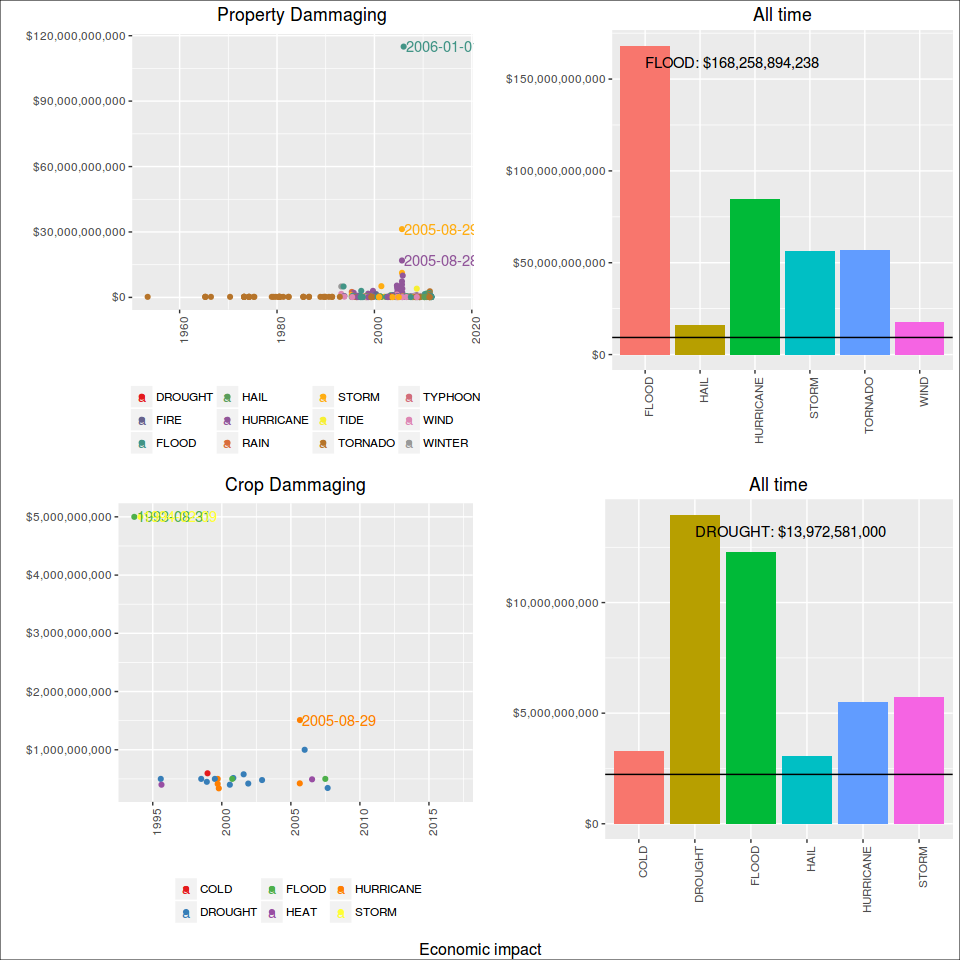 Property Dammaging
$120,000,000,000
$90,000,000,000
$60,000,000,000
$30,000,000,000
$0
2006-01-0
2005-08-29
2005-08-28
1960
1980
2000
2020
DROUGHT HAIL STORM TYPHOON
FIRE HURRICANE TIDE WIND
FLOOD RAIN TORNADO WINTER
All time
$150,000,000,000
$100,000,000,000
$50,000,000,000
$0
FLOOD: $168,258,894,238
FLOOD
HAIL
HURRICANE
STORM
TORNADO
WIND
Crop Dammaging
$5,000,000,000
$4,000,000,000
$3,000,000,000
$2,000,000,000
$1,000,000,000
1993-08-31
2005-08-29
1995
2000
2005
2010
2015
COLD FLOOD HURRICANE
DROUGHT HEAT STORM
All time
$10,000,000,000
$5,000,000,000
$0
DROUGHT: $13,972,581,000
COLD
DROUGHT
FLOOD
HAIL
HURRICANE
STORM
Economic impact